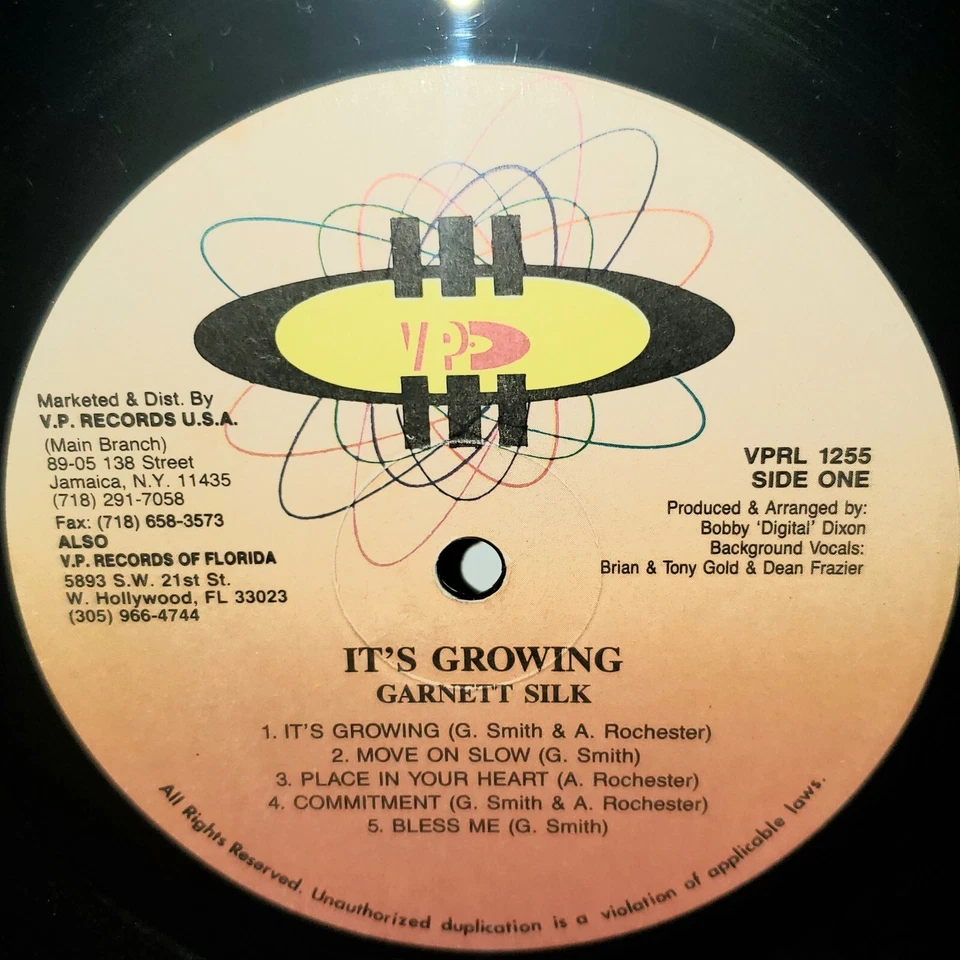 VP
Marketed & Dist. By
V.P. RECORDS U.S.A.
(Main Branch)
89-05 138 Street
Jamaica, N.Y. 11435
(718) 291-7058
Fax: (718) 658-3573
ALSO
V.P. RECORDS OF FLORIDA
5893 S.W. 21st St.
W. Hollywood, FL 33023
(305) 966-4744
VPRL 1255
SIDE ONE
Produced & Arranged by:
Bobby 'Digital' Dixon
Background Vocals:
Brian & Tony Gold & Dean Frazier
IT'S GROWING
GARNETT SILK
1. IT'S GROWING (G. Smith & A. Rochester)
2. MOVE ON SLOW (G. Smith)
3. PLACE IN YOUR HEART (A. Rochester)
4. COMMITMENT (G. Smith & A. Rochester)
5. BLESS ME (G. Smith)
All Rights Reserved. Unauthorized duplication is a violation of applicable laws.